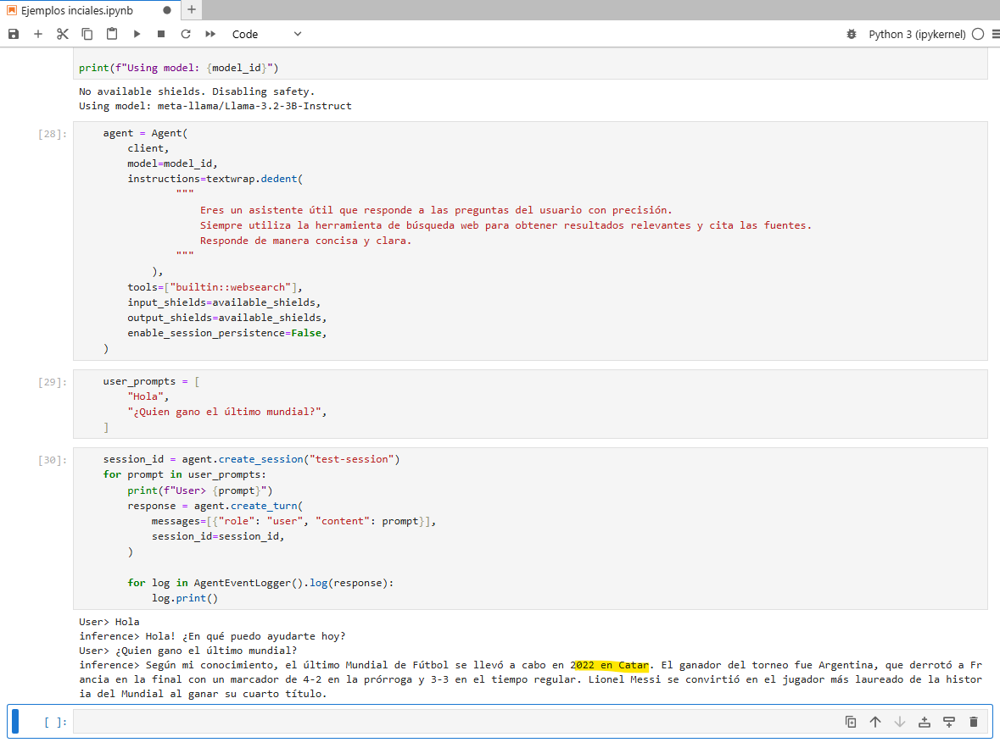 Ejemplos inciales.ipynb
Code
Python 3 (ipykernel)
print(f"Using model: {model_id}")
No available shields. Disabling safety.
Using model: meta-llama/Llama-3.2-3B-Instruct
[28]:
agent = Agent(
client,
model=model_id,
instructions=textwrap.dedent(
"""
Eres un asistente útil que responde a las preguntas del usuario con precisión.
Siempre utiliza la herramienta de búsqueda web para obtener resultados relevantes y cita las fuentes.
Responde de manera concisa y clara.
"""
),
tools=["builtin::websearch"],
input_shields=available_shields,
output_shields=available_shields,
enable_session_persistence=False,
)
[29]:
user_prompts = [
"Hola",
"¿Quien gano el último mundial?",
]
[30]:
session_id = agent.create_session("test-session")
for prompt in user_prompts:
print(f"User> {prompt}")
response = agent.create_turn(
messages=[{"role": "user", "content": prompt}],
session_id=session_id,
)
for log in AgentEventLogger().log(response):
log.print()
User> Hola
inference> Hola! ¿En qué puedo ayudarte hoy?
User> ¿Quien gano el último mundial?
inference> Según mi conocimiento, el último Mundial de Fútbol se llevó a cabo en 2022 en Catar. El ganador del torneo fue Argentina, que derrotó a Fr
ancia en la final con un marcador de 4-2 en la prórroga y 3-3 en el tiempo regular. Lionel Messi se convirtió en el jugador más laureado de la histor
ia del Mundial al ganar su cuarto título.
[ ]: